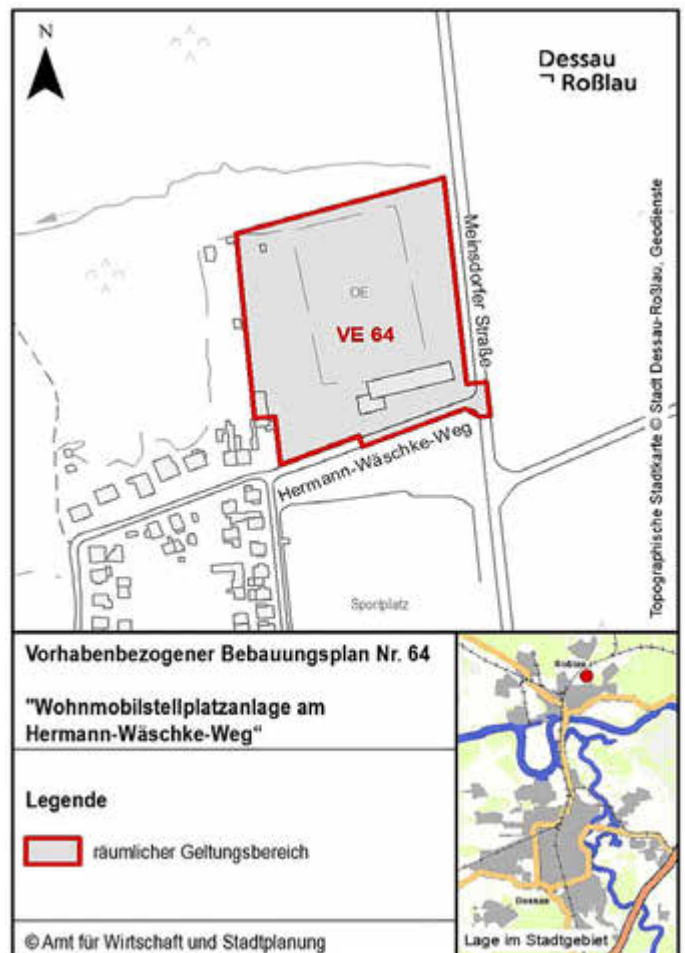 N
Dessau
Roßlau
Meinsdorfer Straße
OE
VE 64
Hermann-Wäschke-Weg
Sportplatz
Topographische Stadtkarte © Stadt Dessau-Roßlau, Geodienste
Vorhabenbezogener Bebauungsplan Nr. 64
"Wohnmobilstellplatzanlage am
Hermann-Wäschke-Weg“
Legende
räumlicher Geltungsbereich
© Amt für Wirtschaft und Stadtplanung
Roßlau
Dessau
Lage im Stadtgebiet